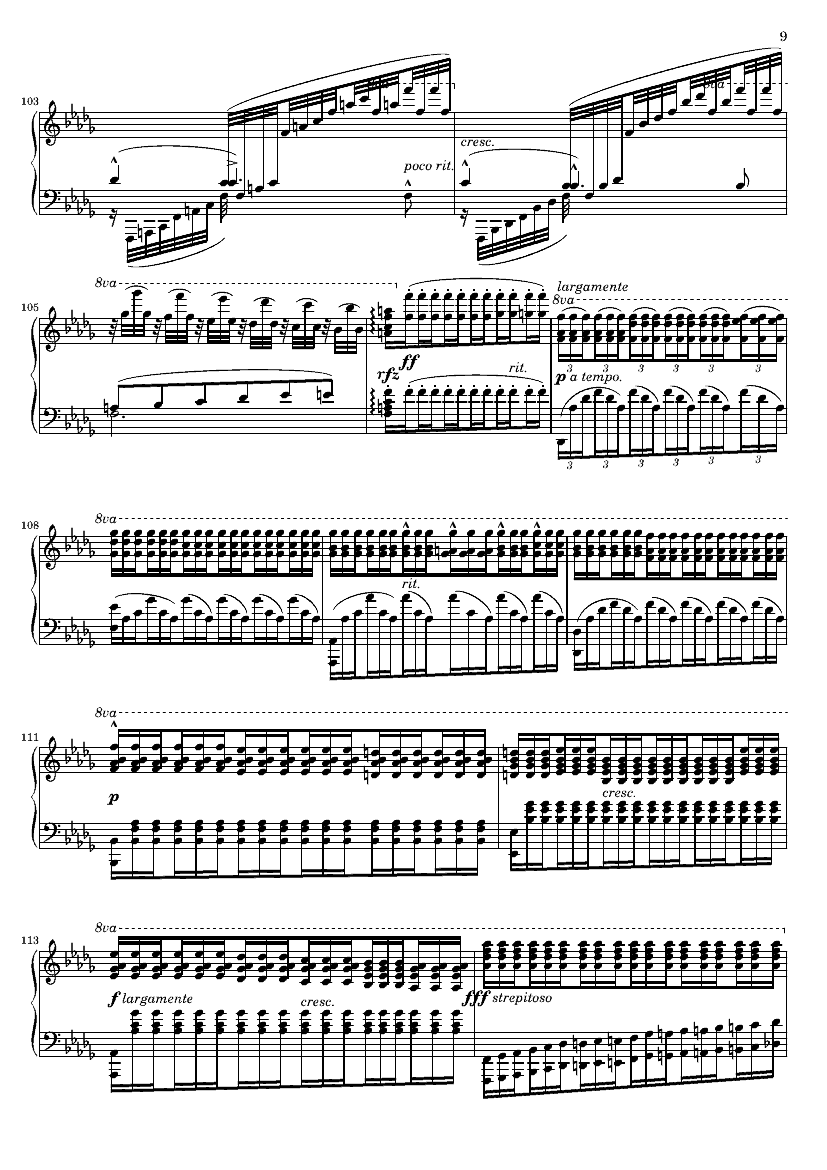 9
103
8va
8va
cresc.
poco rit.
105
8va
largamente
8va
ff
rfz
rit.
p a tempo.
3 3 3 3 3 3
3 3 3 3 3 3
108
8va
rit.
111
8va
p
cresc.
113
8va
f largamente
cresc.
fff strepitoso